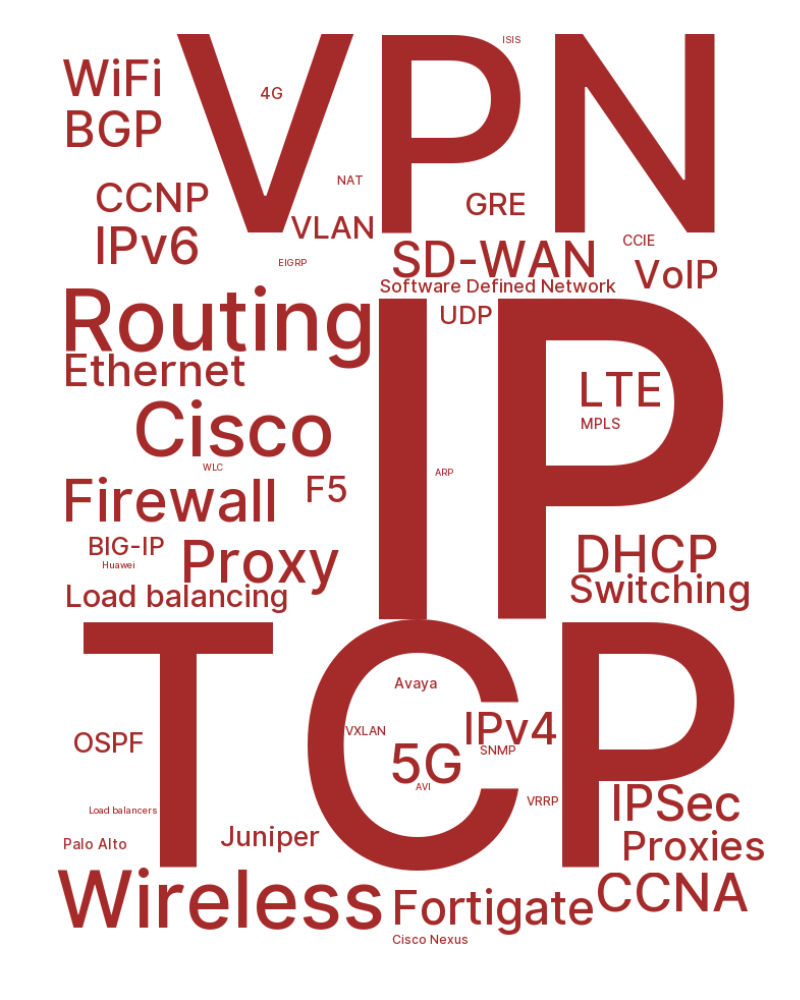 VPN
ISIS
WiFi
4G
BGP
NAT
CCNP
GRE
VLAN
IPv6
CCIE
EIGRP
SD-WAN
VoIP
Software Defined Network
Routing
IP
UDP
Ethernet
LTE
Cisco
MPLS
WLC
ARP
Firewall
F5
BIG-IP
Huawei
Proxy
DHCP
Switching
Load balancing
TCP
Avaya
VXLAN
IPv4
OSPF
SNMP
5G
AVI
VRRP
IPSec
Load balancers
Juniper
Palo Alto
Proxies
Wireless
Fortigate
CCNA
Cisco Nexus